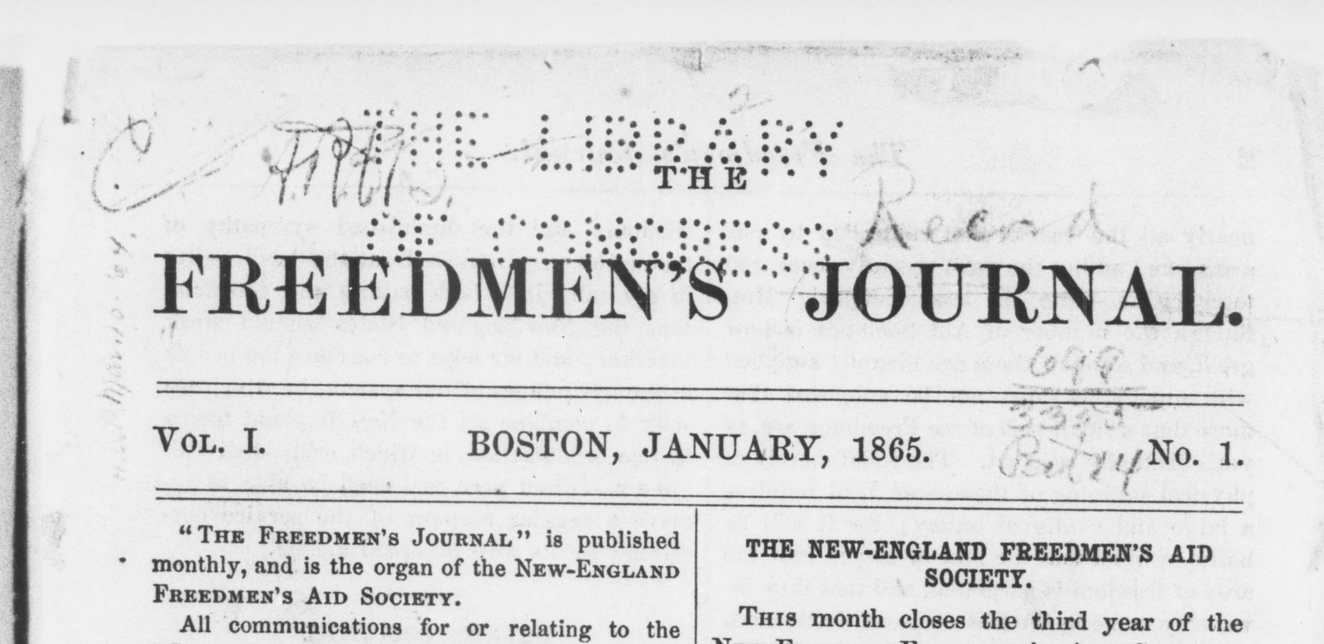 THE LIBRARY
THE
OF CONGRESS
Record
FREEDMEN'S JOURNAL.
VOL. I. BOSTON, JANUARY, 1865. No. 1.
"THE FREEDMEN'S JOURNAL" is published
monthly, and is the organ of the NEW-ENGLAND
FREEDMEN'S AID SOCIETY.
All communications for or relating to the
THE NEW-ENGLAND FREEDMEN'S AID
SOCIETY.
THIS month closes the third year of the